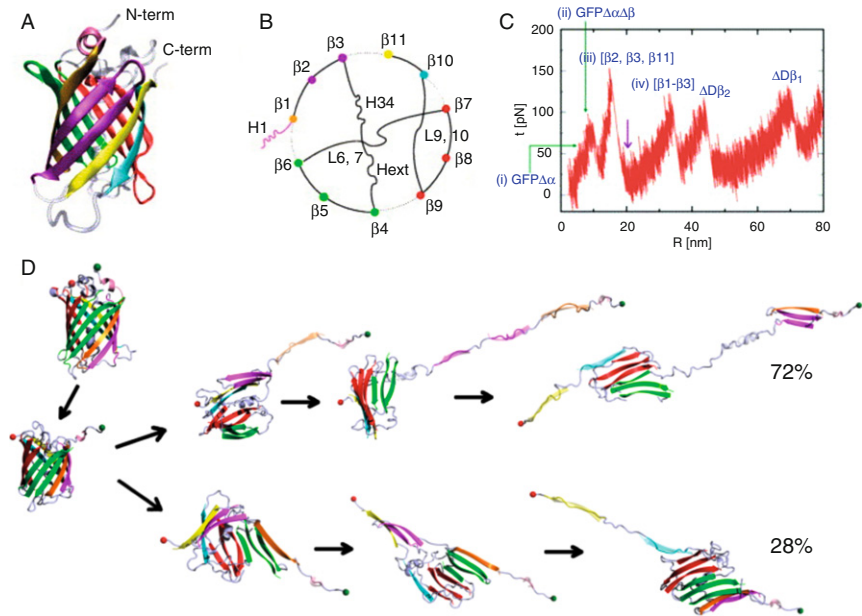 A
N-term
C-term
B
β3
β11
β2
β10
β1
H34
β7
H1
L9, 10
β6
L6, 7
β8
Hext
β5
β9
β4
C
(ii) GFPΔαΔβ
200
(iii) [β2, β3, β11]
150
(iv) [β1-β3]
ΔDβ2
ΔDβ1
100
t (pN)
50
(i) GFPΔα
0
0
20
40
60
80
R [nm]
D
72%
28%